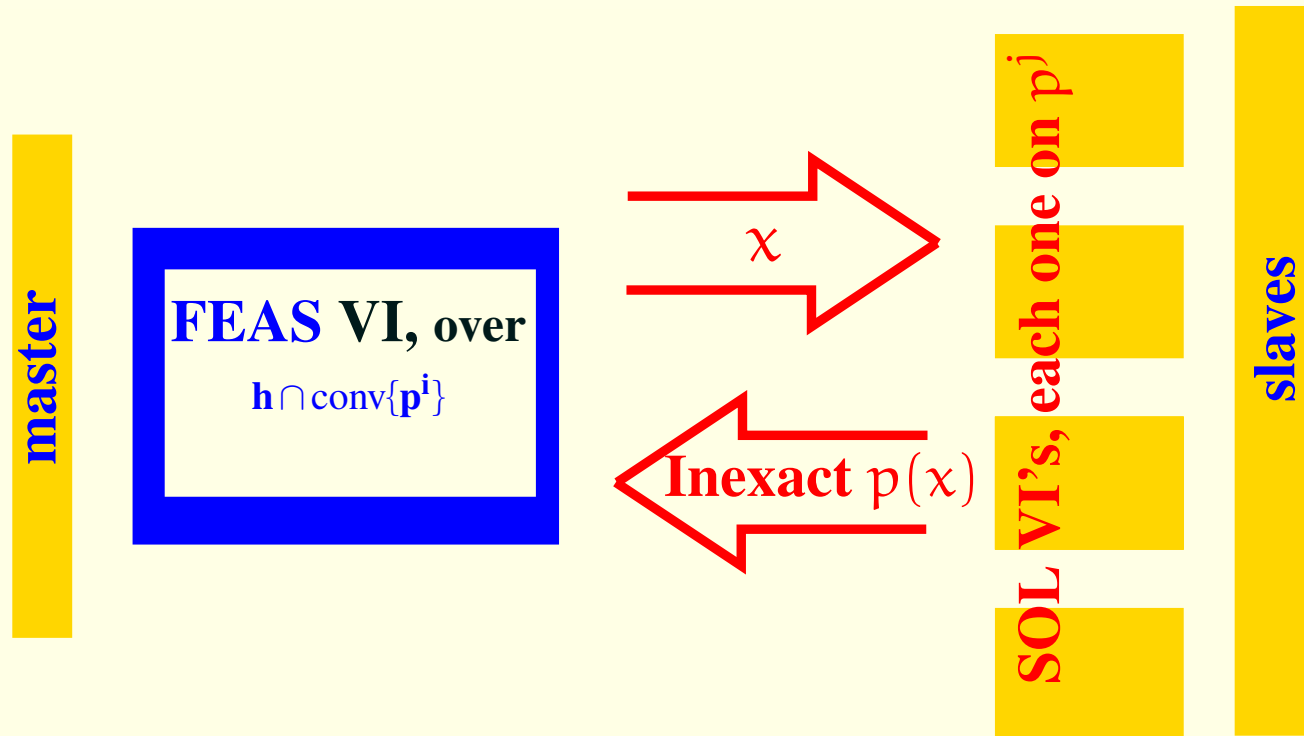 master
FEAS VI, over
h ∩ conv{pⁱ}
x
Inexact p(x)
SOL VI's, each one on pʲ
slaves